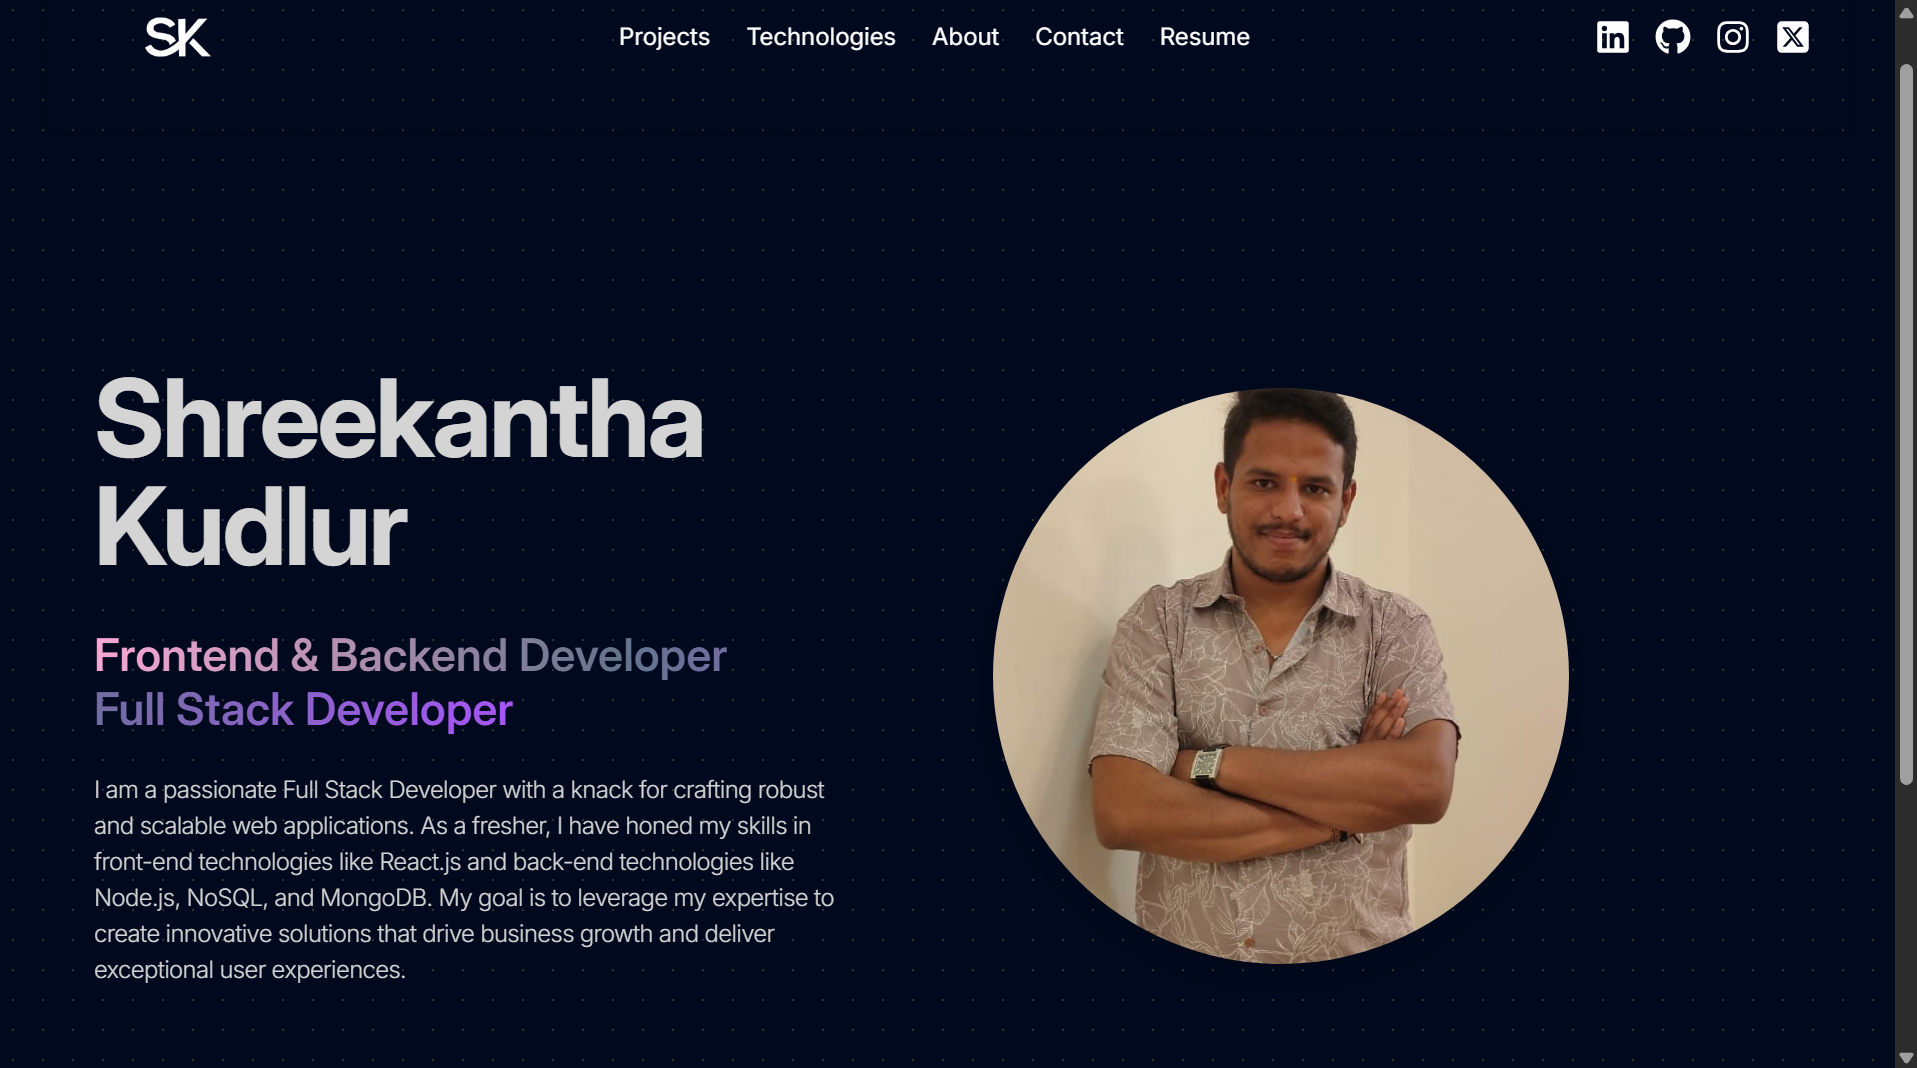 SK
Projects Technologies About Contact Resume
Shreekantha
Kudlur
Frontend & Backend Developer
Full Stack Developer
I am a passionate Full Stack Developer with a knack for crafting robust
and scalable web applications. As a fresher, I have honed my skills in
front-end technologies like React.js and back-end technologies like
Node.js, NoSQL, and MongoDB. My goal is to leverage my expertise to
create innovative solutions that drive business growth and deliver
exceptional user experiences.